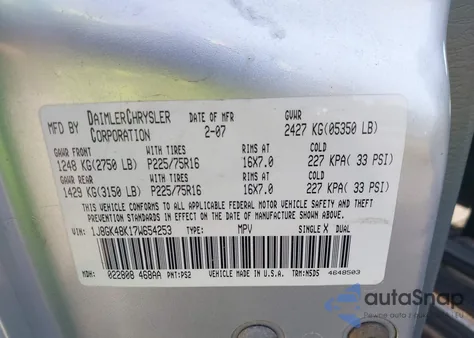 MFD BY DAIMLERCHRYSLER CORPORATION DATE OF MFR 2-07 GVWR 2427 KG(05350 LB)
GAWR FRONT WITH TIRES RIMS AT COLD
1248 KG(2750 LB) P225/75R16 16X7.0 227 KPA( 33 PSI)
GAWR REAR WITH TIRES RIMS AT COLD
1429 KG(3150 LB) P225/75R16 16X7.0 227 KPA( 33 PSI)
THIS VEHICLE CONFORMS TO ALL APPLICABLE FEDERAL MOTOR VEHICLE SAFETY, BUMPER, AND THEFT
PREVENTION STANDARDS IN EFFECT ON THE DATE OF MANUFACTURE SHOWN ABOVE.
VIN: 1J8GK48K17W654253 TYPE: MPV SINGLE X DUAL
MDH: 022808 468AA PNT: PS2 VEHICLE MADE IN U.S.A. TRM: N5DS 4648503
autoSnap